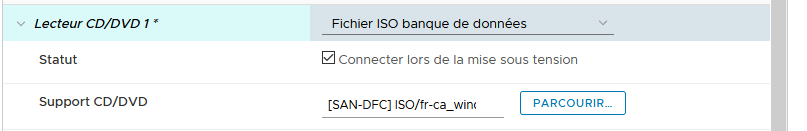 Lecteur CD/DVD 1 * Fichier ISO banque de données
Statut Connecter lors de la mise sous tension
Support CD/DVD [SAN-DFC] ISO/fr-ca_winc PARCOURIR...